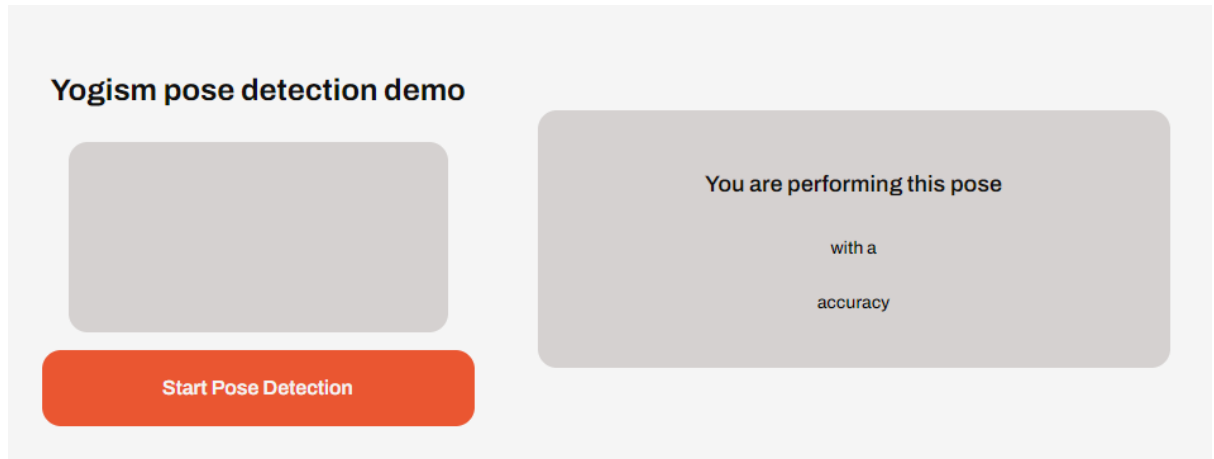 Yogism pose detection demo
Start Pose Detection
You are performing this pose
with a
accuracy